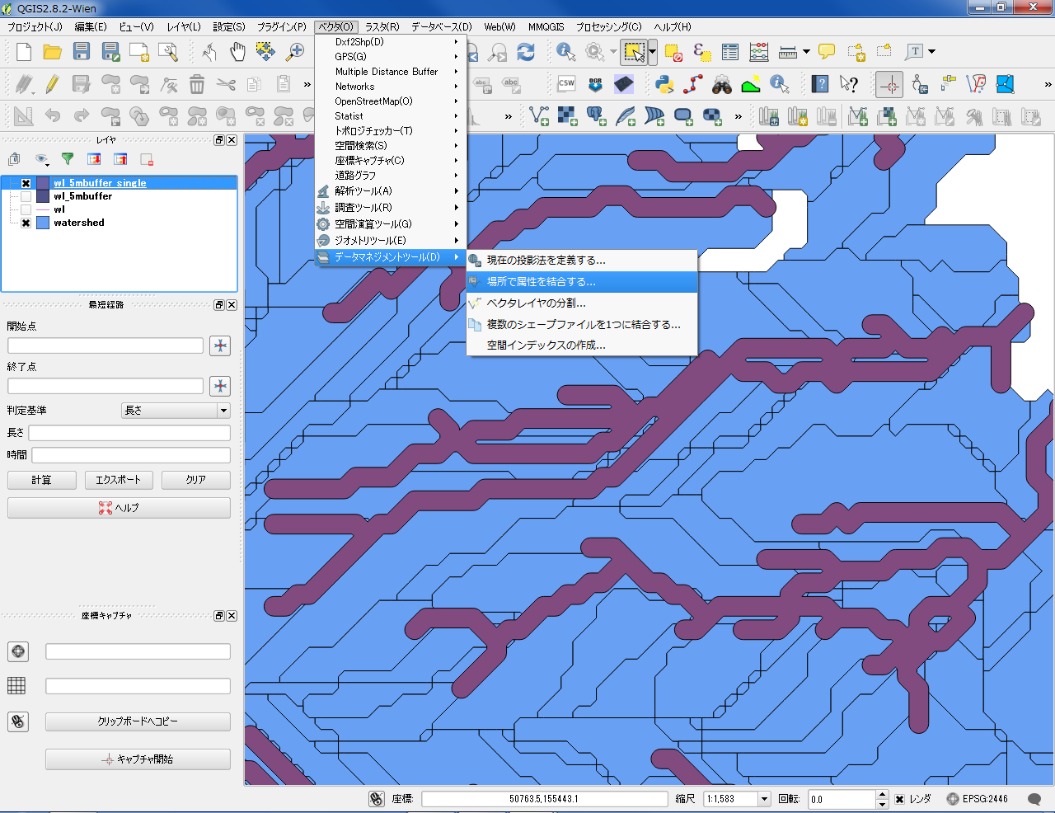 QGIS2.8.2-Wien
プロジェクト(J) 編集(E) ビュー(V) レイヤ(L) 設定(S) プラグイン(P) ベクタ(O) ラスタ(R) データベース(D) Web(W) MMQGIS プロセッシング(C) ヘルプ(H)
Dxf2Shp(D)
GPS(G)
Multiple Distance Buffer
Networks
OpenStreetMap(O)
Statist
トポロジチェッカー(T)
空間検索(S)
座標キャプチャ(C)
道路グラフ
解析ツール(A)
調査ツール(R)
空間演算ツール(G)
ジオメトリツール(E)
データマネジメントツール(D)
現在の投影法を定義する...
場所で属性を結合する...
ベクタレイヤの分割...
複数のシェープファイルを1つに結合する...
空間インデックスの作成...
レイヤ
wl_5mbuffer_single
wl_5mbuffer
wl
watershed
最短経路
開始点
終了点
判定基準 長さ
長さ
時間
計算 エクスポート クリア
ヘルプ
座標キャプチャ
クリップボードへコピー
キャプチャ開始
座標: 50763.5,155443.1 縮尺 1:1,583 回転: 0.0 レンダ EPSG:2446